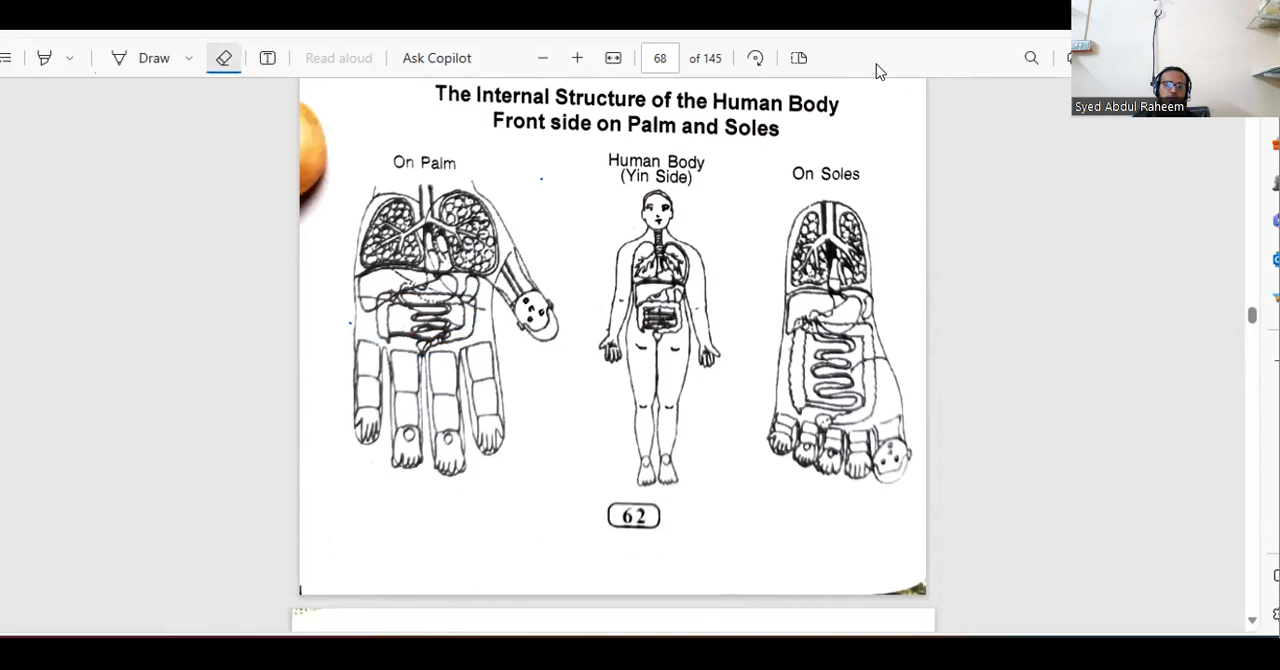 Draw
Read aloud
Ask Copilot
68
of 145
Syed Abdul Raheem
The Internal Structure of the Human Body
Front side on Palm and Soles
On Palm
Human Body
(Yin Side)
On Soles
62